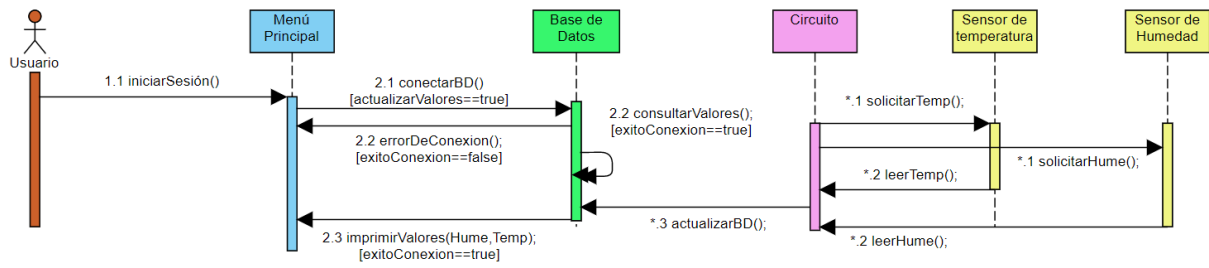 Menú
Principal
Base de
Datos
Circuito
Sensor de
temperatura
Sensor de
Humedad
Usuario
1.1 iniciarSesión()
2.1 conectarBD()
[actualizarValores==true]
2.2 consultarValores();
[exitoConexion==true]
*.1 solicitarTemp();
2.2 errorDeConexion();
[exitoConexion==false]
*.1 solicitarHume();
*.2 leerTemp();
*.3 actualizarBD();
2.3 imprimirValores(Hume,Temp);
[exitoConexion==true]
*.2 leerHume();